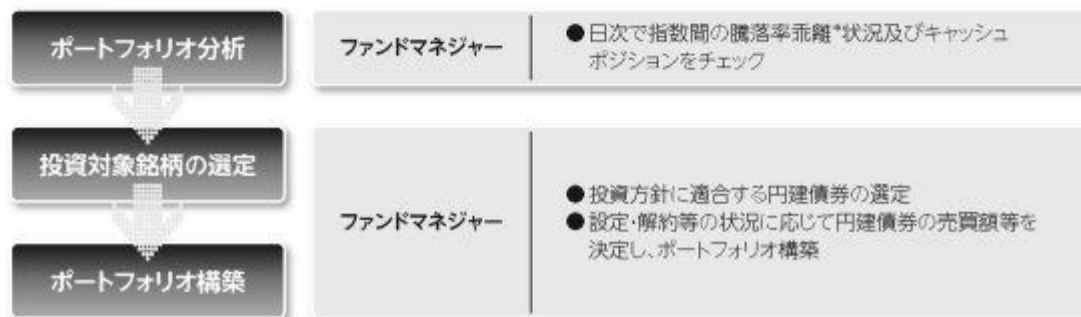 ポートフォリオ分析
ファンドマネジャー
●日次で指数間の騰落率乖離*状況及びキャッシュ
ポジションをチェック
投資対象銘柄の選定
ポートフォリオ構築
ファンドマネジャー
●投資方針に適合する円建債券の選定
●設定・解約等の状況に応じて円建債券の売買額等を
決定し、ポートフォリオ構築